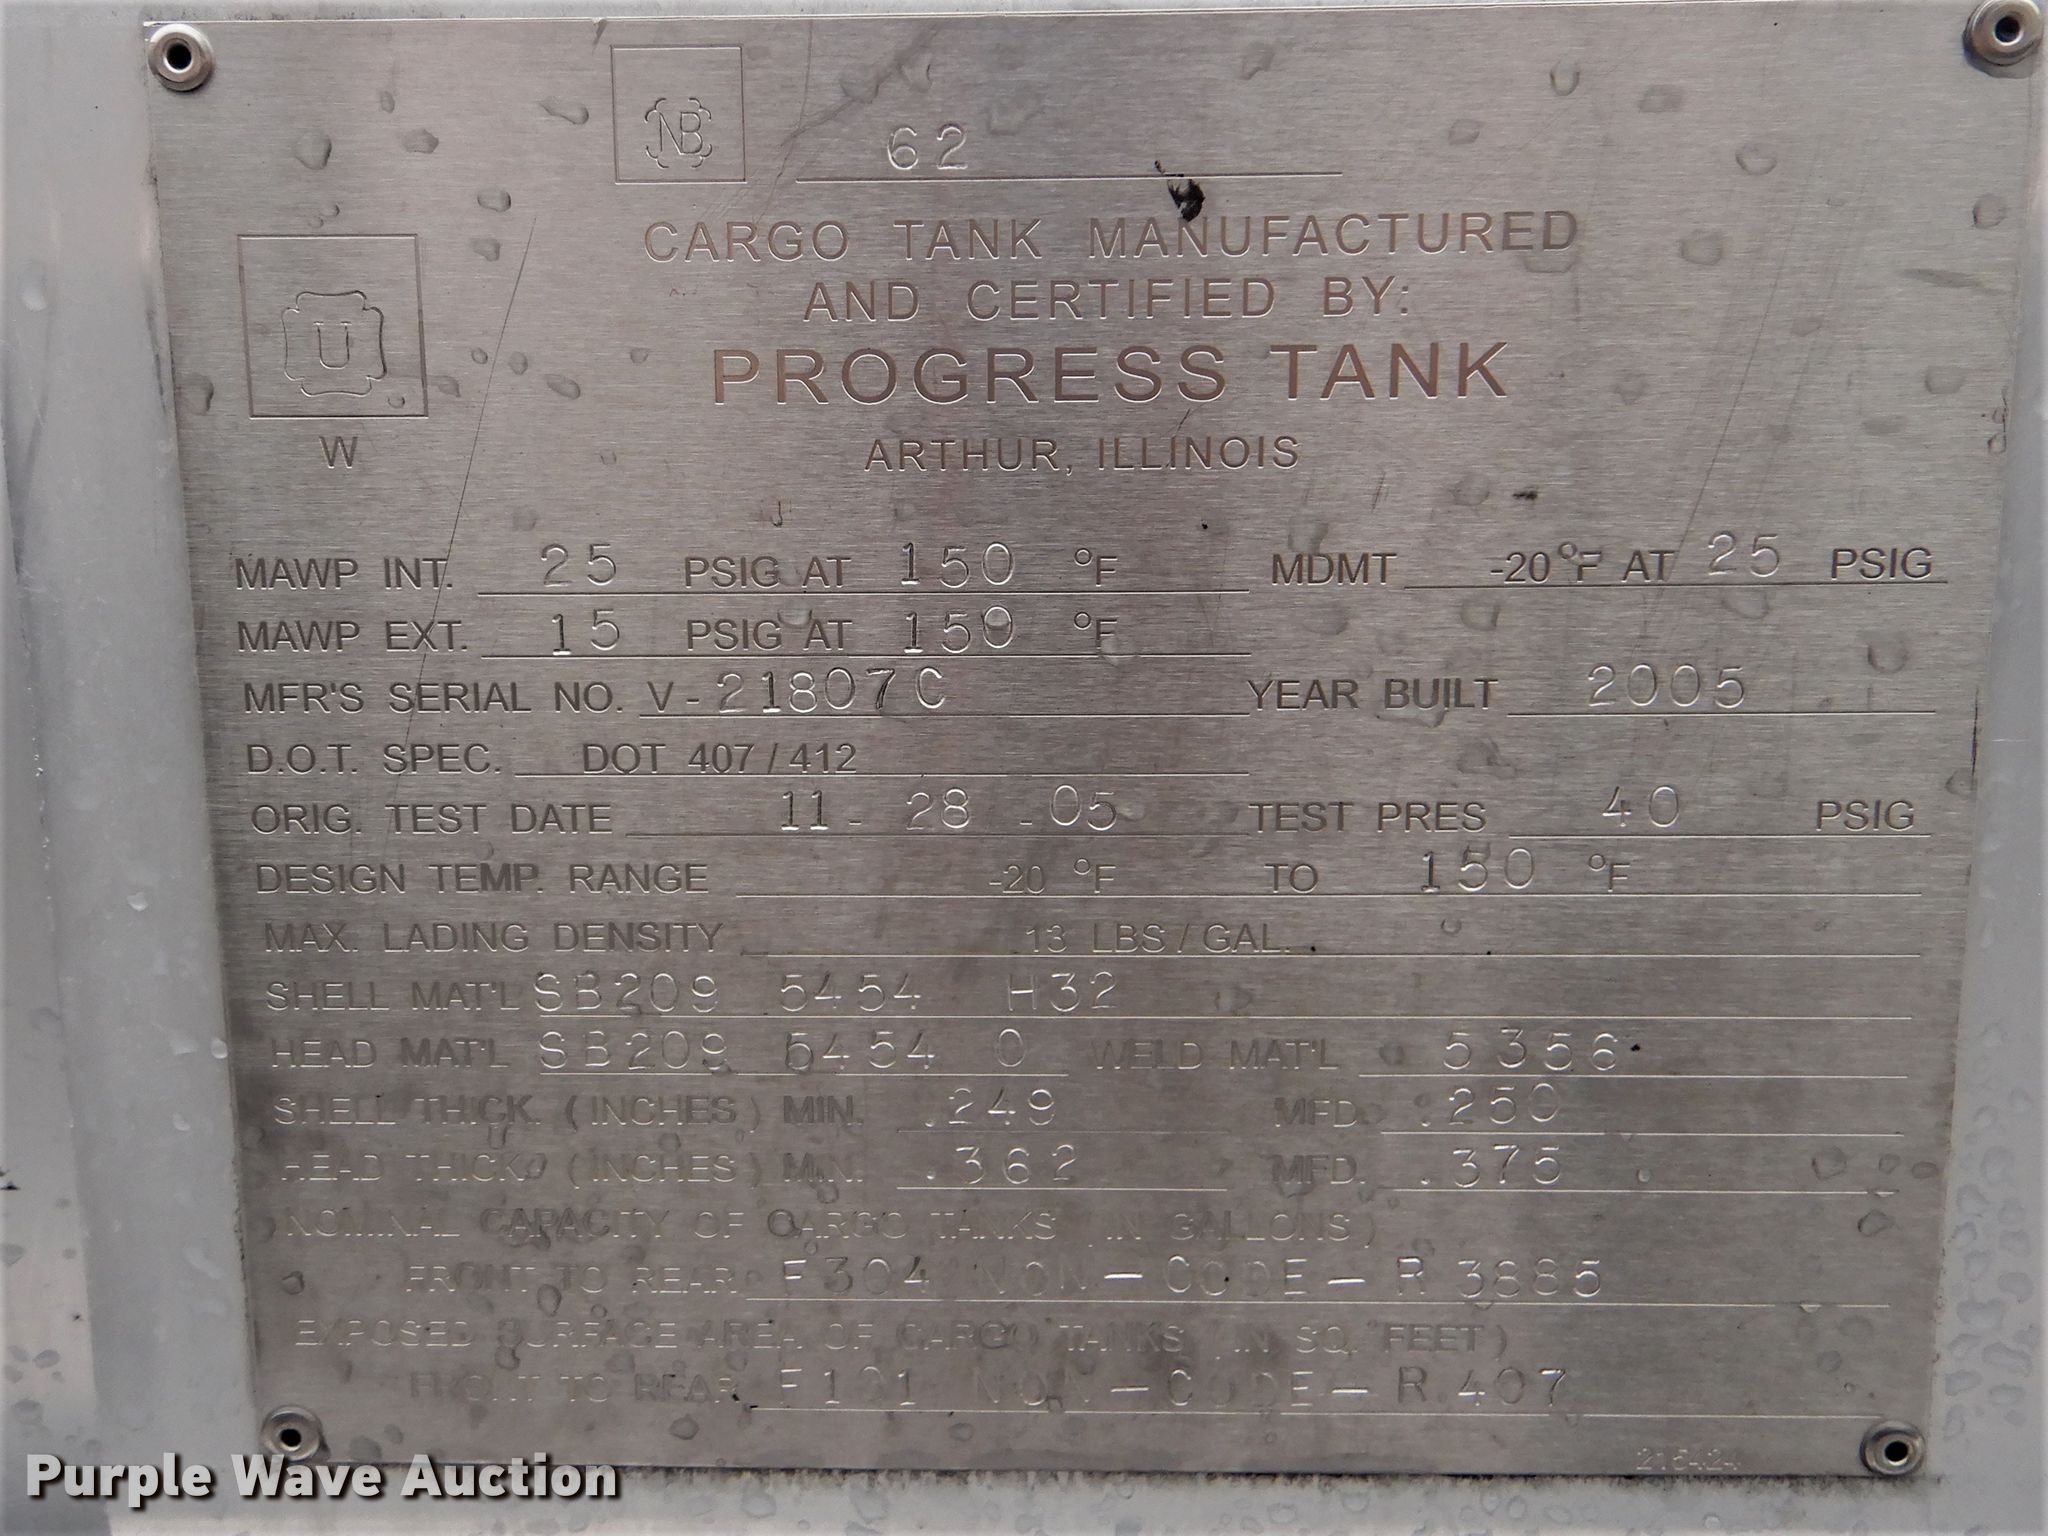 NB 62
CARGO TANK MANUFACTURED
AND CERTIFIED BY:
U
PROGRESS TANK
W
ARTHUR, ILLINOIS
MAWP INT. 25 PSIG AT 150 °F MDMT -20°F AT 25 PSIG
MAWP EXT. 15 PSIG AT 150 °F
MFR'S SERIAL NO. V-21807C YEAR BUILT 2005
D.O.T. SPEC. DOT 407/412
ORIG. TEST DATE 11-28-05 TEST PRES 40 PSIG
DESIGN TEMP. RANGE -20 °F TO 150 °F
MAX. LADING DENSITY 13 LBS/GAL.
SHELL MAT'L SB209 5454 H32
HEAD MAT'L SB209 5454 0 WELD MAT'L 5356
SHELL THICK. (INCHES) MIN. .249 MFD. .250
HEAD THICK. (INCHES) MIN. .362 MFD. .375
NOMINAL CAPACITY OF CARGO TANKS (IN GALLONS)
FRONT TO REAR F304 NON-CODE-R 3885
EXPOSED SURFACE AREA OF CARGO TANKS (IN SQ. FEET)
FRONT TO REAR F101 NON-CODE-R 407
215424
Purple Wave Auction